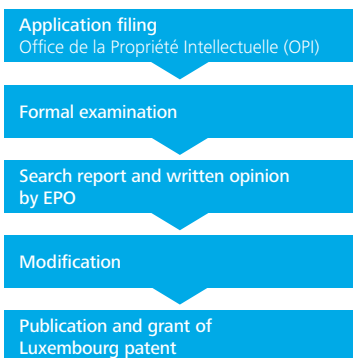 Application filing
Office de la Propriété Intellectuelle (OPI)
Formal examination
Search report and written opinion
by EPO
Modification
Publication and grant of
Luxembourg patent